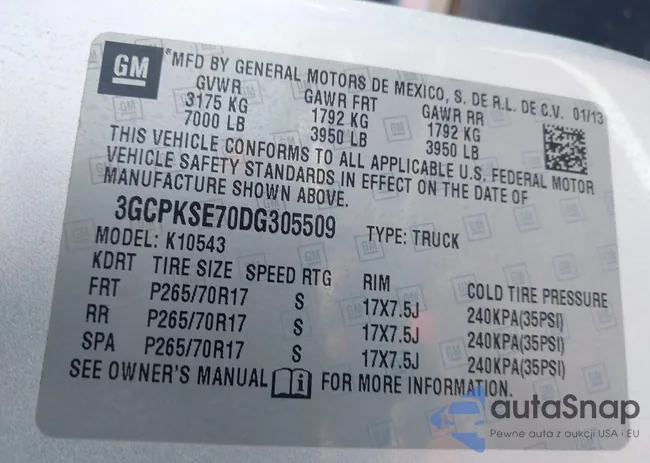 GM
MFD BY GENERAL MOTORS DE MEXICO, S. DE R.L. DE C.V. 01/13
GVWR GAWR FRT GAWR RR
3175 KG 1792 KG 1792 KG
7000 LB 3950 LB 3950 LB
THIS VEHICLE CONFORMS TO ALL APPLICABLE U.S. FEDERAL MOTOR
VEHICLE SAFETY STANDARDS IN EFFECT ON THE DATE OF
MANUFACTURE SHOWN ABOVE.
3GCPKSE70DG305509 TYPE: TRUCK
MODEL: K10543
KDRT TIRE SIZE SPEED RTG RIM COLD TIRE PRESSURE
FRT P265/70R17 S 17X7.5J 240KPA(35PSI)
RR P265/70R17 S 17X7.5J 240KPA(35PSI)
SPA P265/70R17 S 17X7.5J 240KPA(35PSI)
SEE OWNER'S MANUAL i FOR MORE INFORMATION.
autaSnap
Pewne auta z aukcji USA i EU